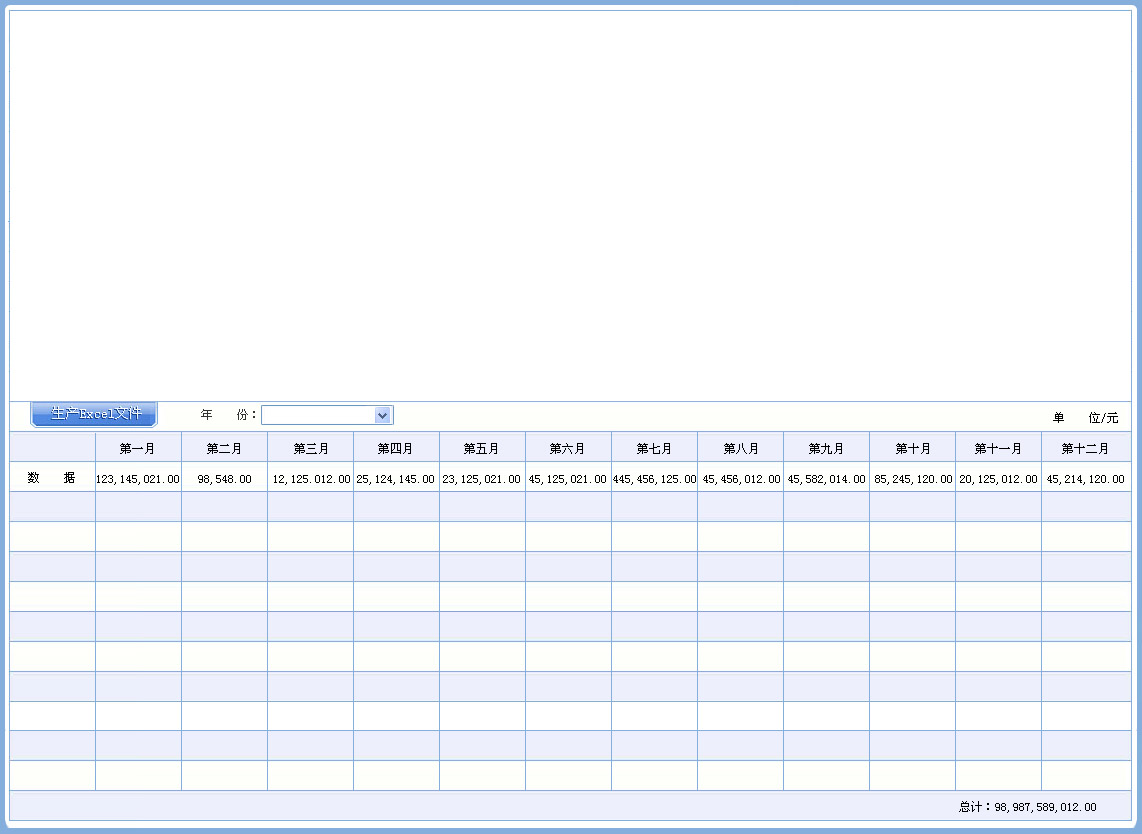 生产Excel文件 年 份： 单 位/元
第一月 第二月 第三月 第四月 第五月 第六月 第七月 第八月 第九月 第十月 第十一月 第十二月
数 据 123,145,021.00 98,548.00 12,125.012.00 25,124,145.00 23,125,021.00 45,125,021.00 445,456,125.00 45,456,012.00 45,582,014.00 85,245,120.00 20,125,012.00 45,214,120.00
总计：98,987,589,012.00